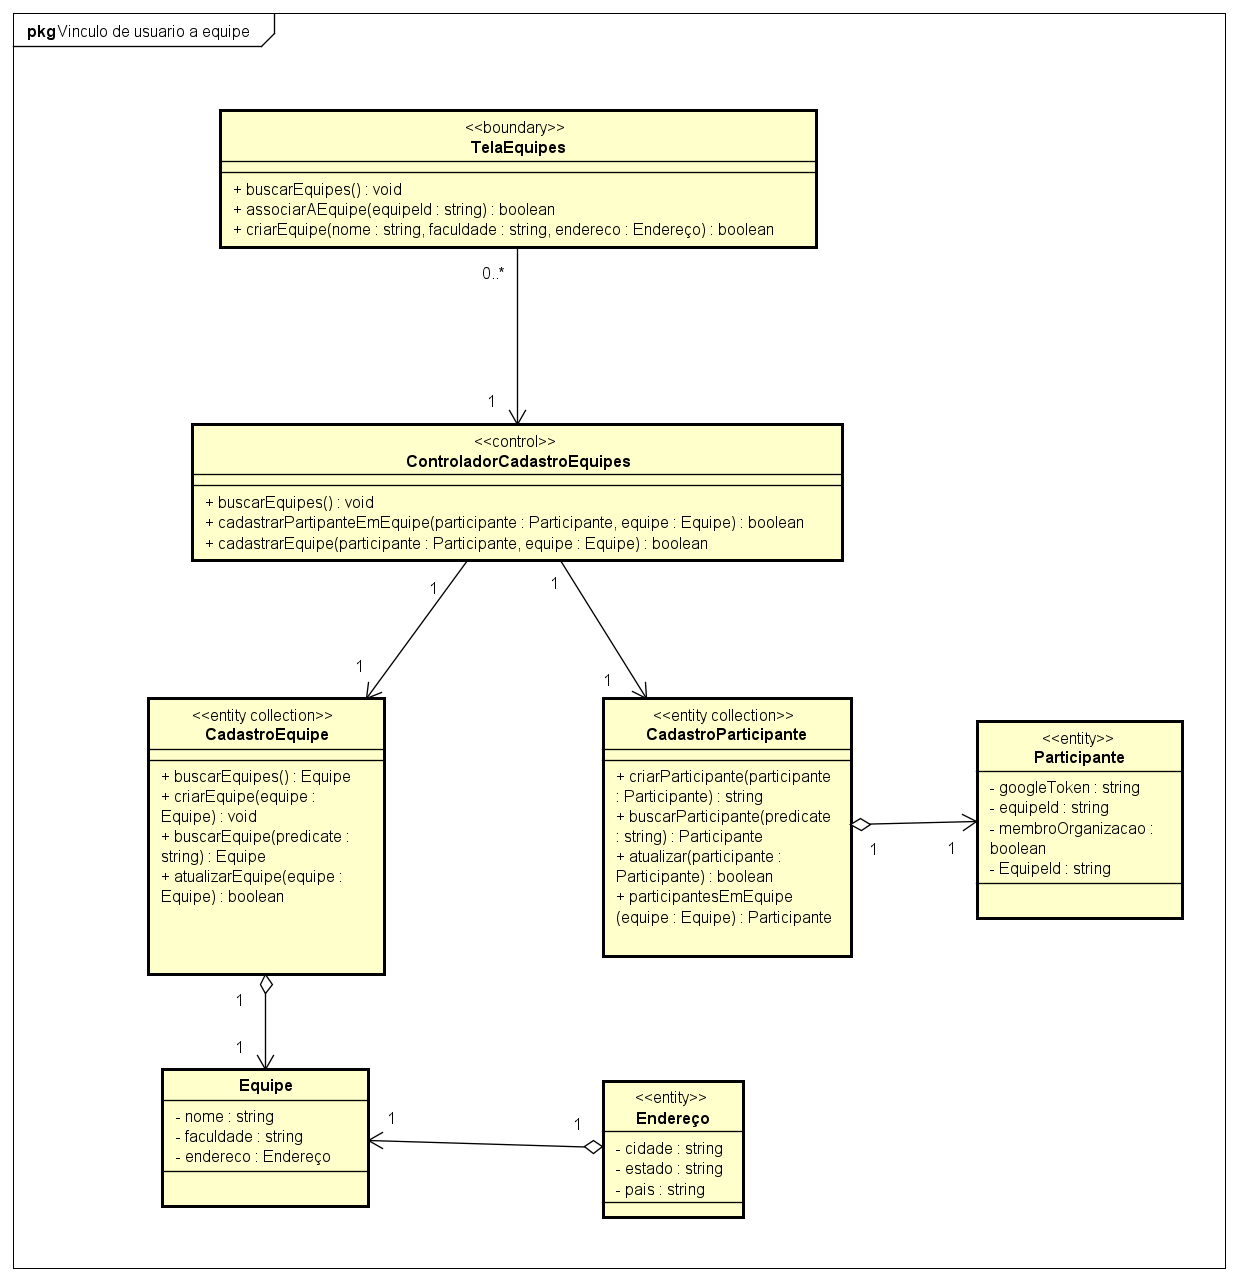 pkg Vinculo de usuario a equipe
<<boundary>>
TelaEquipes
+ buscarEquipes() : void
+ associarAEquipe(equipeId : string) : boolean
+ criarEquipe(nome : string, faculdade : string, endereco : Endereço) : boolean
0..*
1
<<control>>
ControladorCadastroEquipes
+ buscarEquipes() : void
+ cadastrarPartipanteEmEquipe(participante : Participante, equipe : Equipe) : boolean
+ cadastrarEquipe(participante : Participante, equipe : Equipe) : boolean
1
1
1
1
<<entity collection>>
CadastroEquipe
+ buscarEquipes() : Equipe
+ criarEquipe(equipe :
Equipe) : void
+ buscarEquipe(predicate :
string) : Equipe
+ atualizarEquipe(equipe :
Equipe) : boolean
<<entity collection>>
CadastroParticipante
+ criarParticipante(participante
: Participante) : string
+ buscarParticipante(predicate
: string) : Participante
+ atualizar(participante :
Participante) : boolean
+ participantesEmEquipe
(equipe : Equipe) : Participante
1
1
<<entity>>
Participante
- googleToken : string
- equipeId : string
- membroOrganizacao :
boolean
- EquipeId : string
1
1
Equipe
- nome : string
- faculdade : string
- endereco : Endereço
1
1
<<entity>>
Endereço
- cidade : string
- estado : string
- pais : string